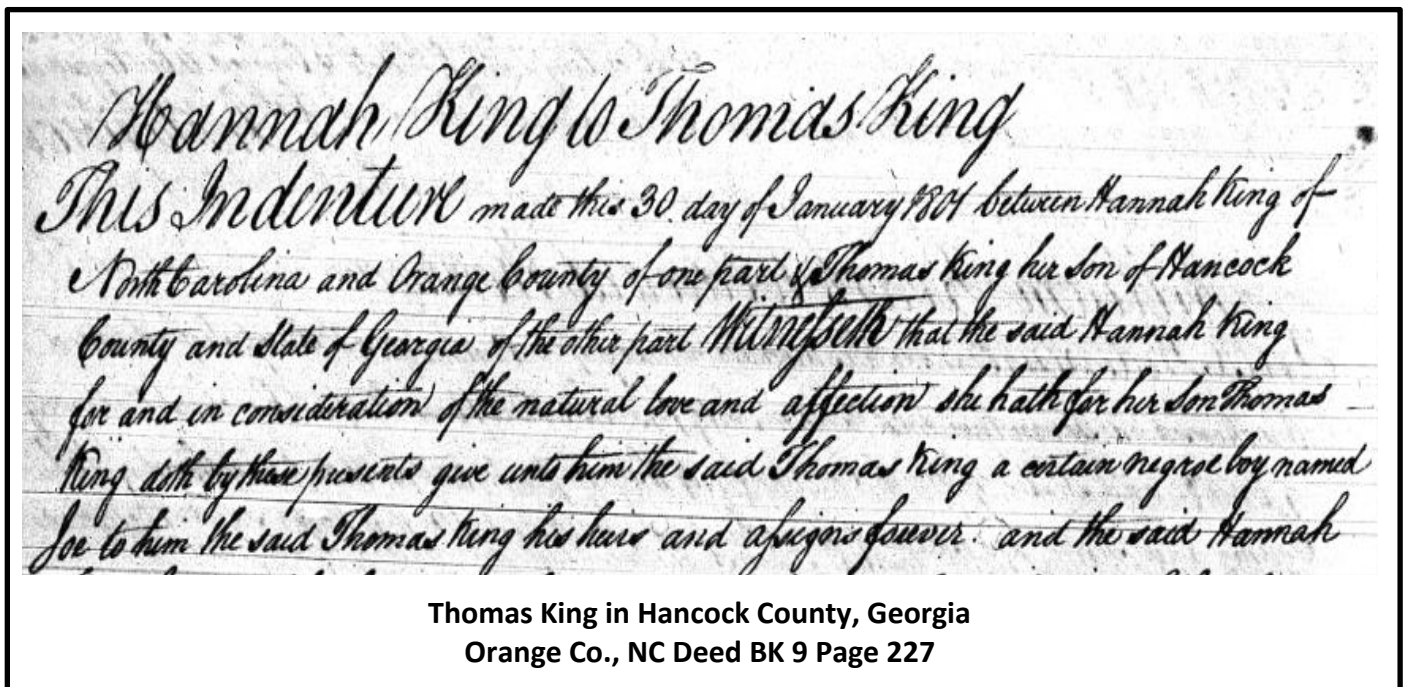 Hannah King to Thomas King
This Indenture made this 30. day of January 1801 between Hannah King of
North Carolina and Orange County of one part & Thomas King her Son of Hancock
County and State of Georgia of the other part Witnesseth that the said Hannah King
for and in consideration of the natural love and affection she hath for her Son Thomas
King doth by these presents give unto him the said Thomas King a certain negroe boy named
Joe to him the said Thomas King his heirs and assigns forever. and the said Hannah
Thomas King in Hancock County, Georgia
Orange Co., NC Deed BK 9 Page 227